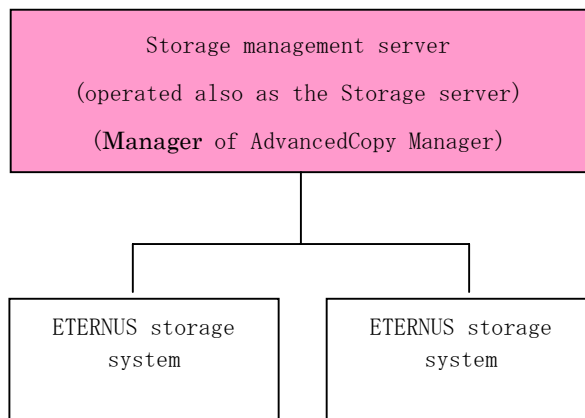 Storage management server
(operated also as the Storage server)
(Manager of AdvancedCopy Manager)
ETERNUS storage
system
ETERNUS storage
system